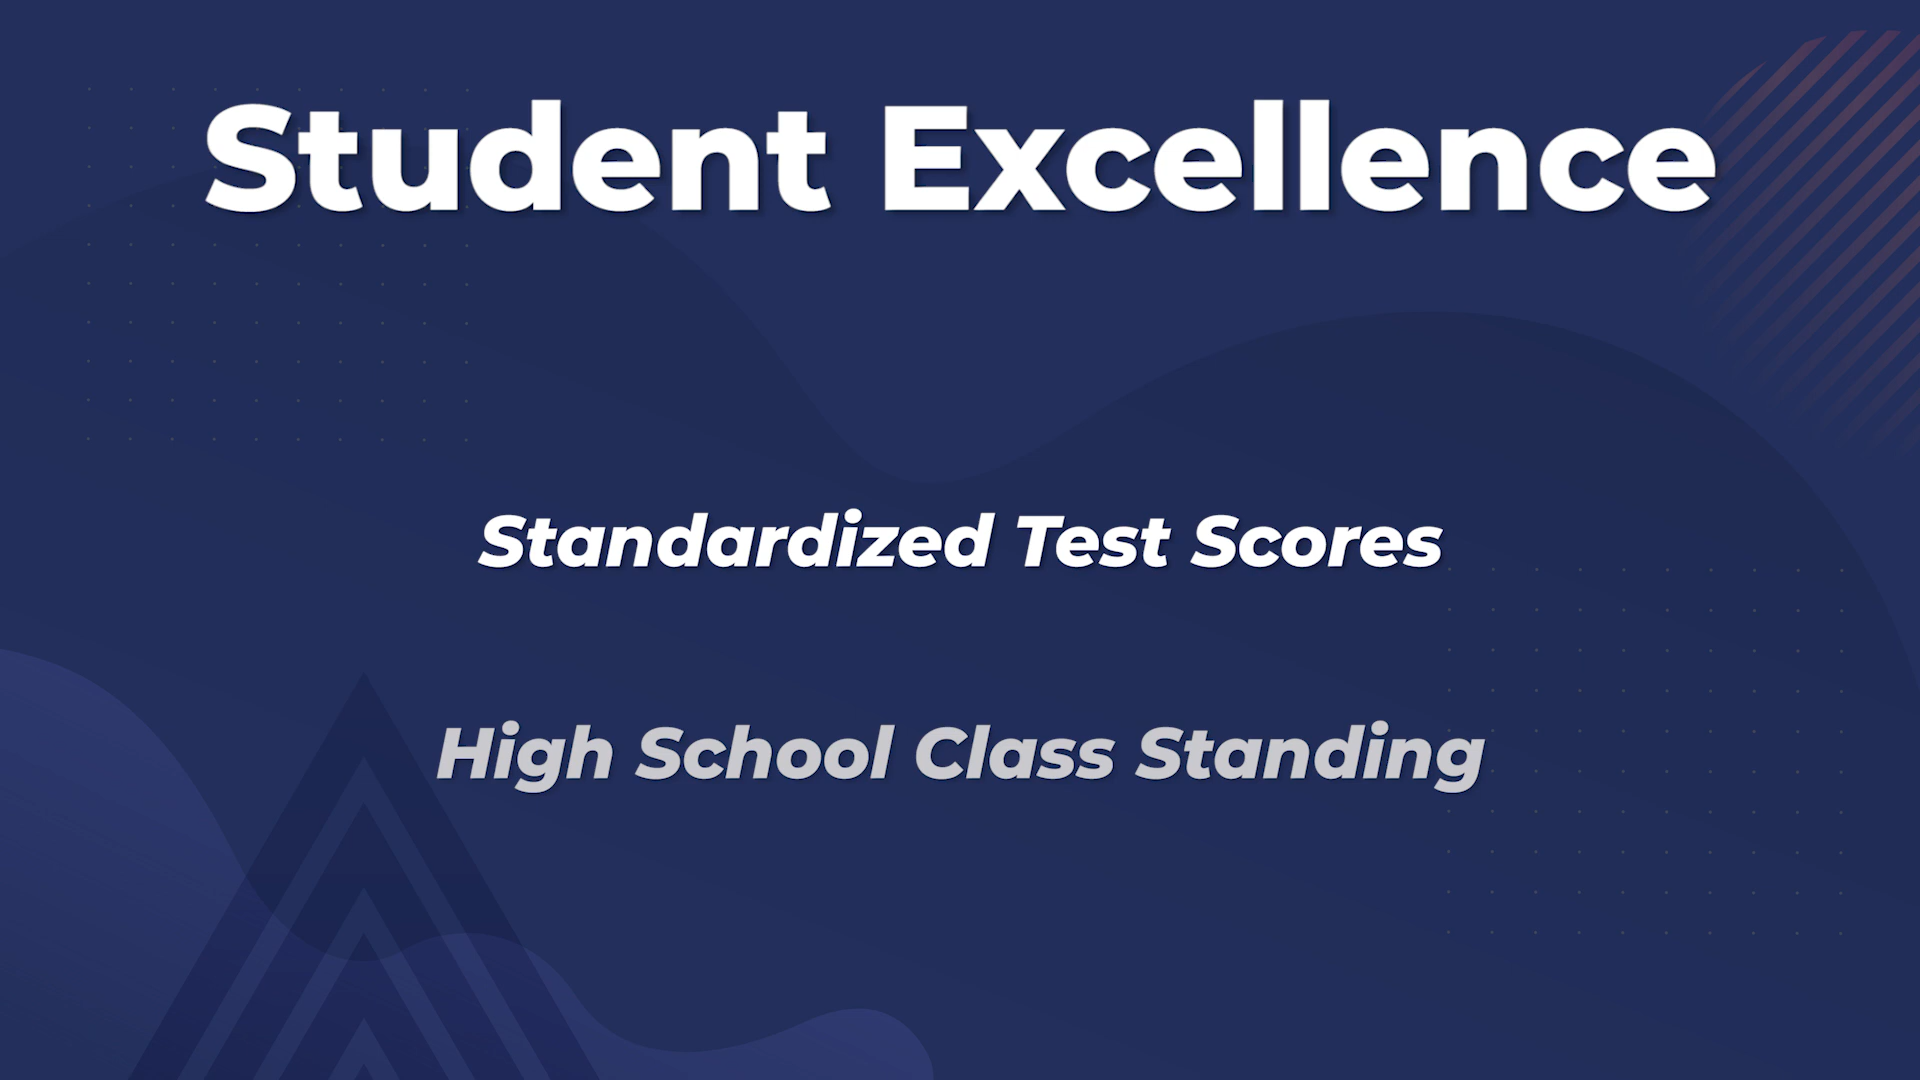 Student Excellence
Standardized Test Scores
High School Class Standing